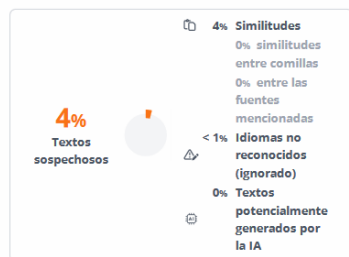 4%
Textos
sospechosos
4% Similitudes
0% similitudes
entre comillas
0% entre las
fuentes
mencionadas
< 1% Idiomas no
reconocidos
(ignorado)
0% Textos
potencialmente
generados por
la IA